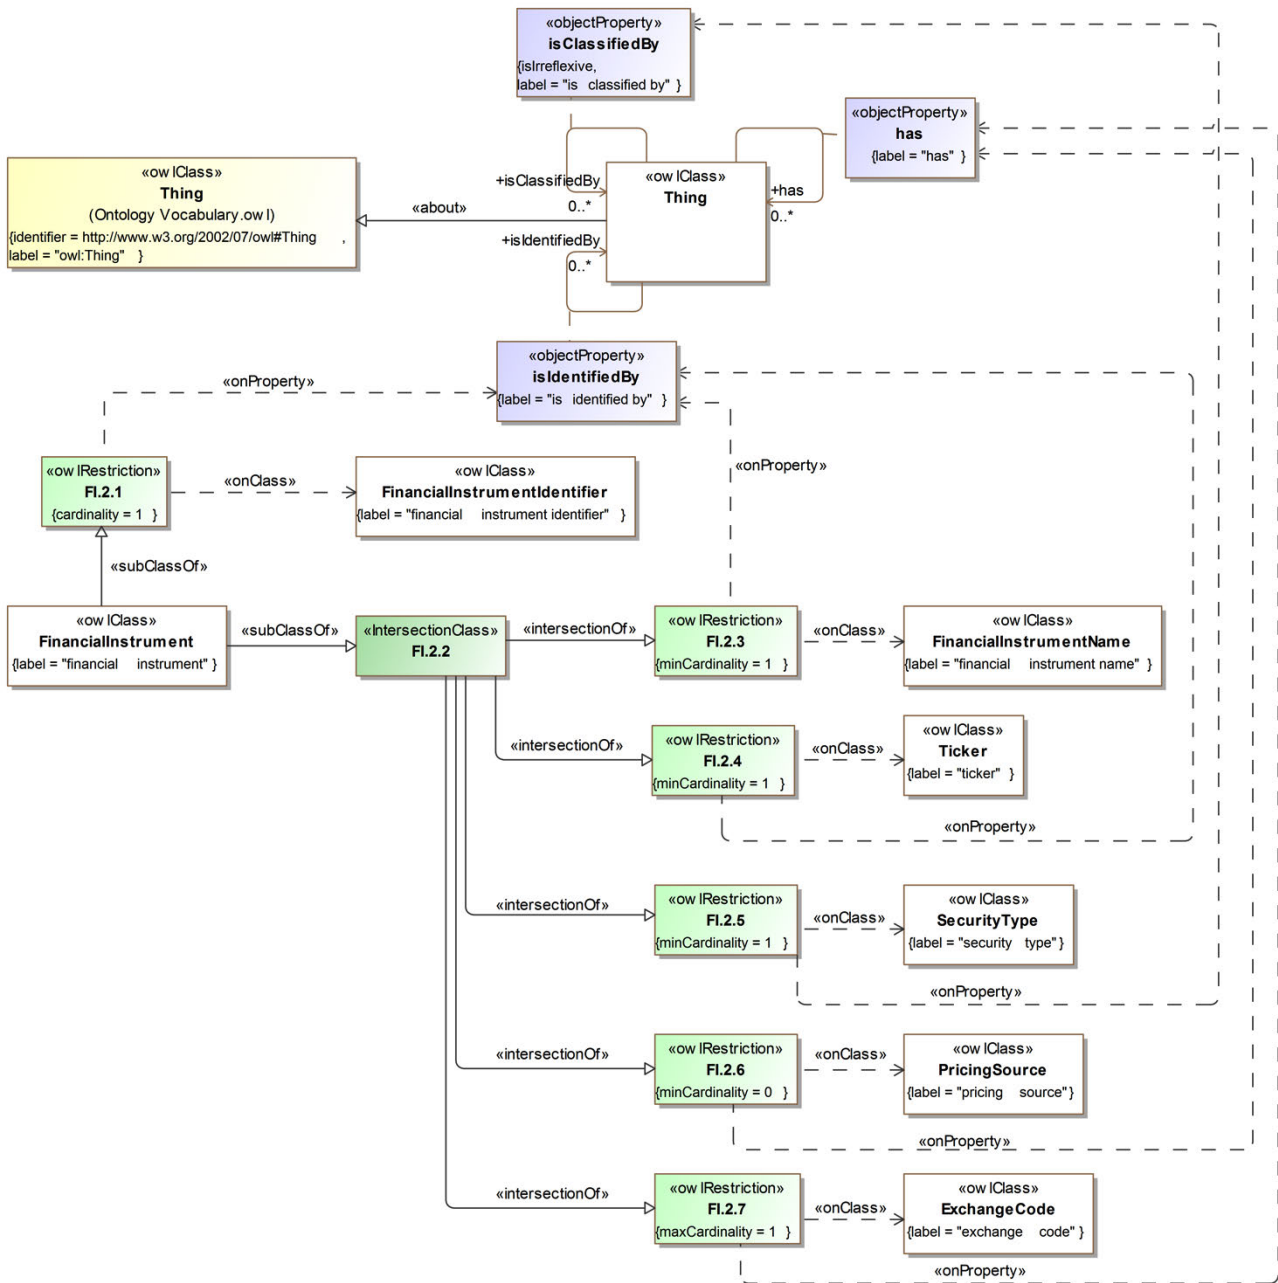 «objectProperty»
isClassifiedBy
{isIrreflexive,
label = "is classified by" }
«objectProperty»
has
{label = "has" }
«owlClass»
Thing
(Ontology Vocabulary.owl)
{identifier = http://www.w3.org/2002/07/owl#Thing ,
label = "owl:Thing" }
«about»
+isClassifiedBy
0..*
«owlClass»
Thing
+has
0..*
+isIdentifiedBy
0..*
«objectProperty»
isIdentifiedBy
{label = "is identified by" }
«onProperty»
«onProperty»
«owlRestriction»
FI.2.1
{cardinality = 1 }
«onClass»
«owlClass»
FinancialInstrumentIdentifier
{label = "financial instrument identifier" }
«subClassOf»
«owlClass»
FinancialInstrument
{label = "financial instrument" }
«subClassOf»
«IntersectionClass»
FI.2.2
«intersectionOf»
«owlRestriction»
FI.2.3
{minCardinality = 1 }
«onClass»
«owlClass»
FinancialInstrumentName
{label = "financial instrument name" }
«intersectionOf»
«owlRestriction»
FI.2.4
{minCardinality = 1 }
«onClass»
«owlClass»
Ticker
{label = "ticker" }
«onProperty»
«intersectionOf»
«owlRestriction»
FI.2.5
{minCardinality = 1 }
«onClass»
«owlClass»
SecurityType
{label = "security type" }
«onProperty»
«intersectionOf»
«owlRestriction»
FI.2.6
{minCardinality = 0 }
«onClass»
«owlClass»
PricingSource
{label = "pricing source" }
«onProperty»
«intersectionOf»
«owlRestriction»
FI.2.7
{maxCardinality = 1 }
«onClass»
«owlClass»
ExchangeCode
{label = "exchange code" }
«onProperty»